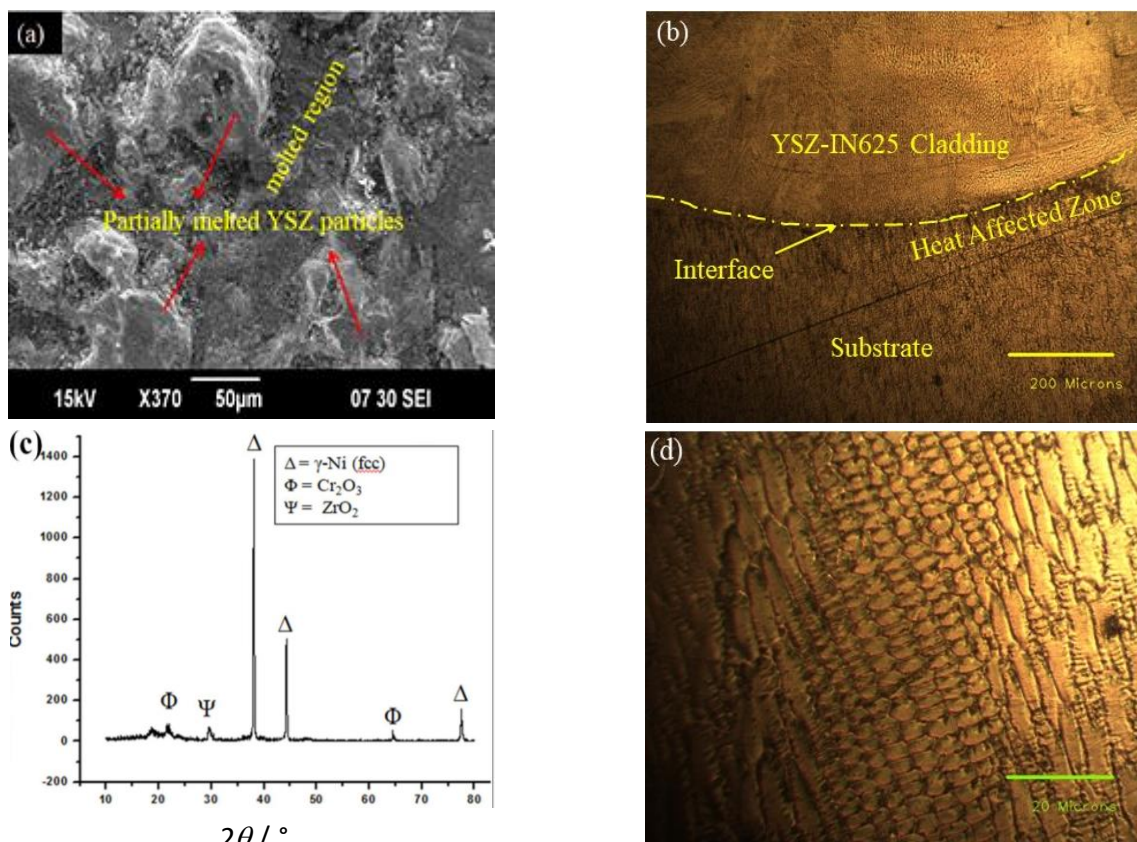 (a)
molted region
Partially melted YSZ particles
15kV X370 50μm 07 30 SEI
(b)
YSZ-IN625 Cladding
Heat Affected Zone
Interface
Substrate
200 Microns
(c)
Δ
Δ = γ-Ni (fcc)
Φ = Cr₂O₃
Ψ = ZrO₂
Counts
1400
1200
1000
800
600
400
200
0
-200
Δ
Φ
Ψ
Φ
Δ
10 20 30 40 50 60 70 80
2θ / °
(d)
20 Microns